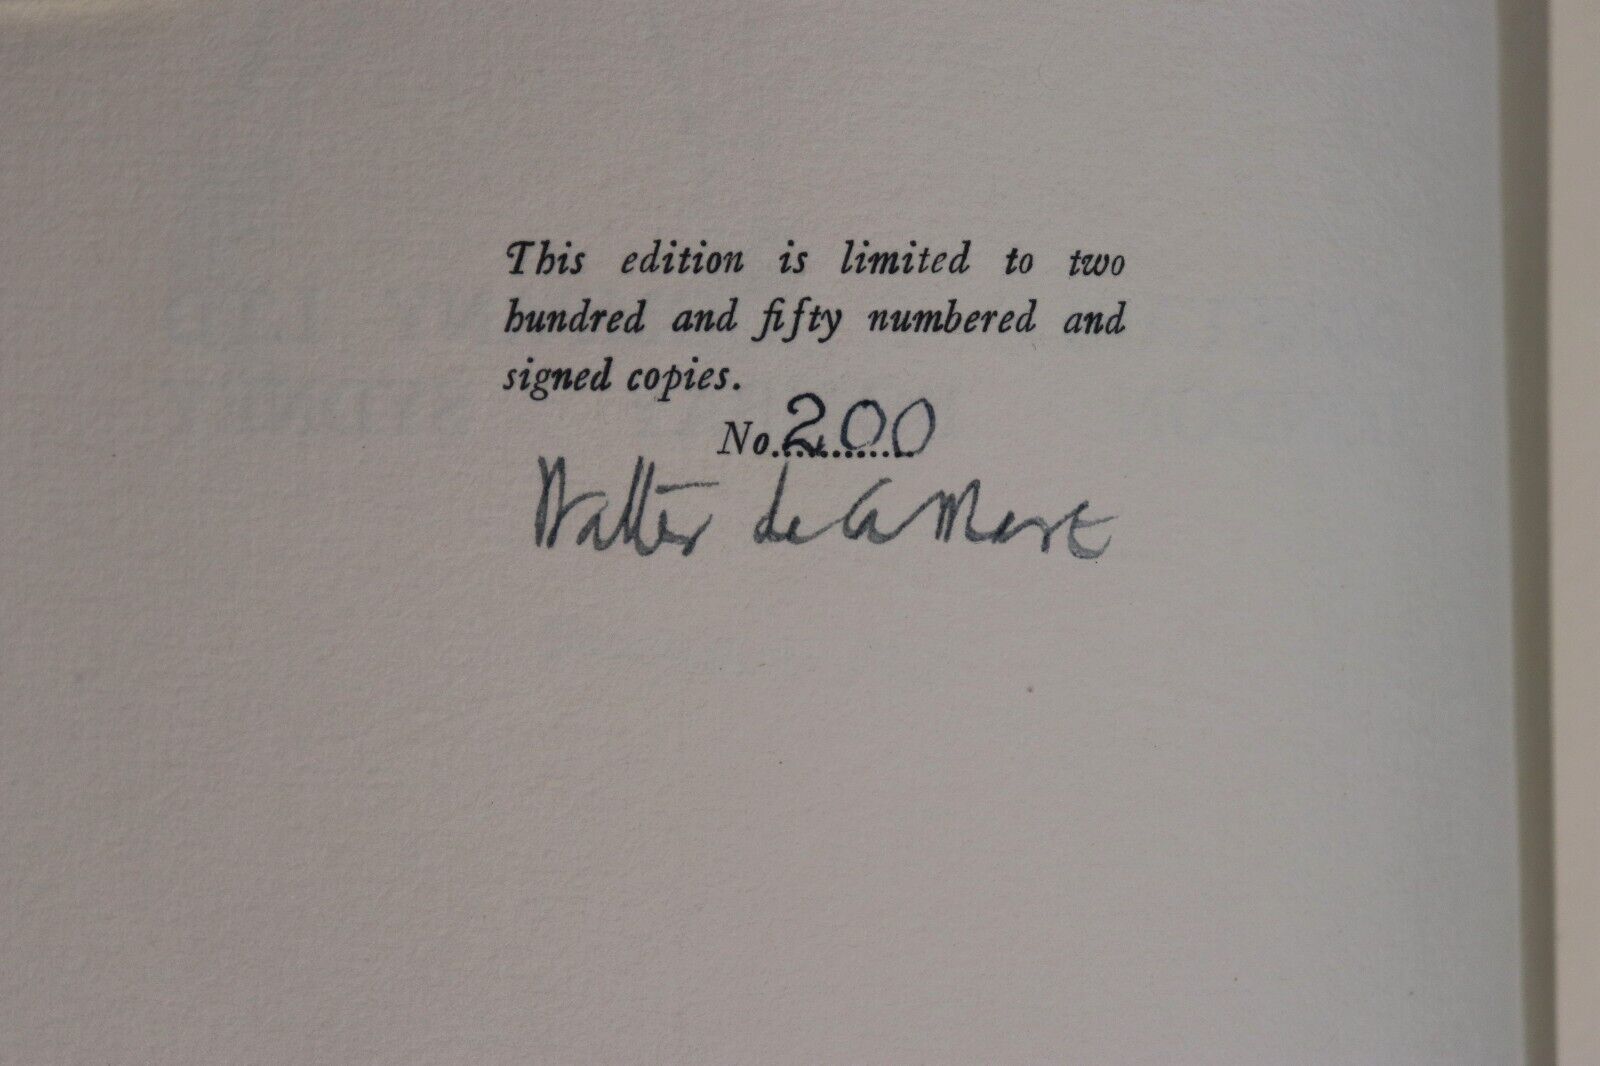 This edition is limited to two
hundred and fifty numbered and
signed copies.
No............200
Walter de la Mare